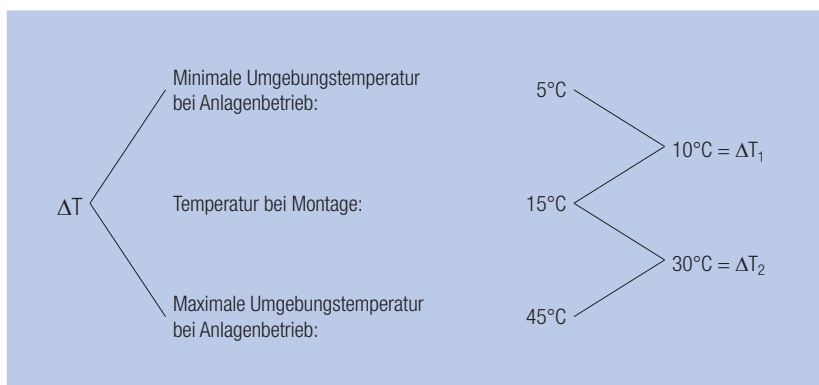 Minimale Umgebungstemperatur
bei Anlagenbetrieb:
5°C
10°C = ΔT₁
ΔT
Temperatur bei Montage:
15°C
30°C = ΔT₂
Maximale Umgebungstemperatur
bei Anlagenbetrieb:
45°C